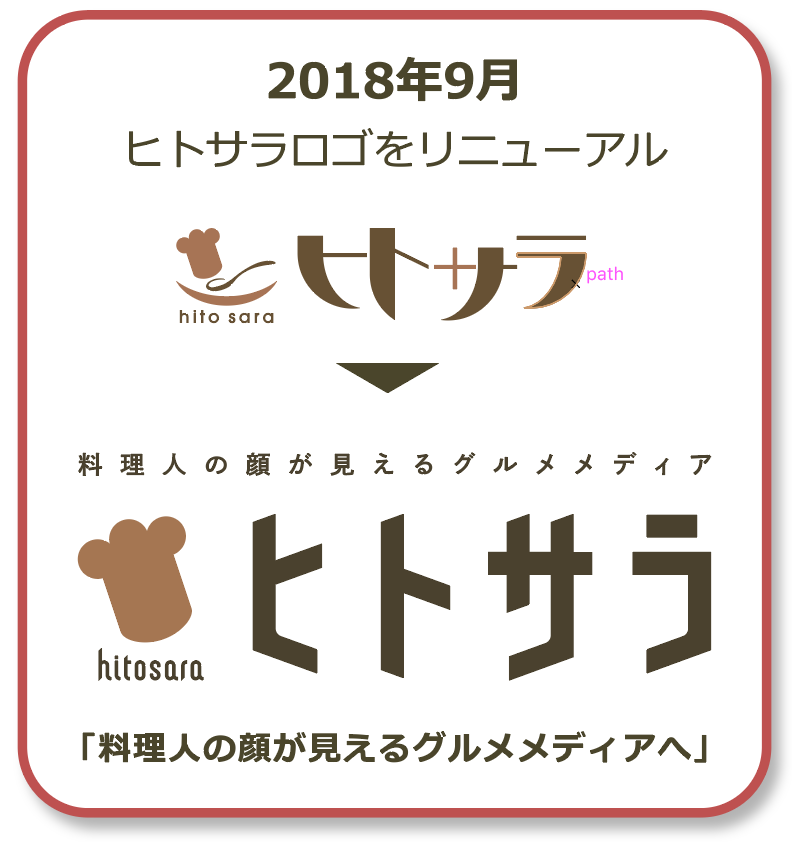 2018年9月
ヒトサラロゴをリニューアル
ヒトサラ
path
hito sara
料理人の顔が見えるグルメメディア
ヒトサラ
hitosara
「料理人の顔が見えるグルメメディアへ」